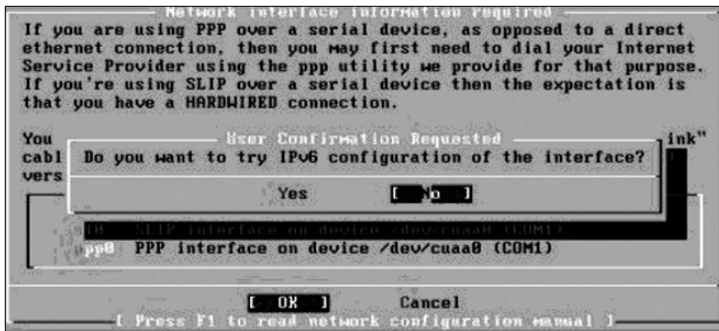 Network interface information required
If you are using PPP over a serial device, as opposed to a direct
ethernet connection, then you may first need to dial your Internet
Service Provider using the ppp utility we provide for that purpose.
If you're using SLIP over a serial device then the expectation is
that you have a HARDWIRED connection.
You ink"
cabl
vers
User Confirmation Requested
Do you want to try IPv6 configuration of the interface?
Yes [ No ]
sl0 SLIP interface on device /dev/cuaa0 (COM1)
pp0 PPP interface on device /dev/cuaa0 (COM1)
[ OK ] Cancel
[ Press F1 to read network configuration manual ]